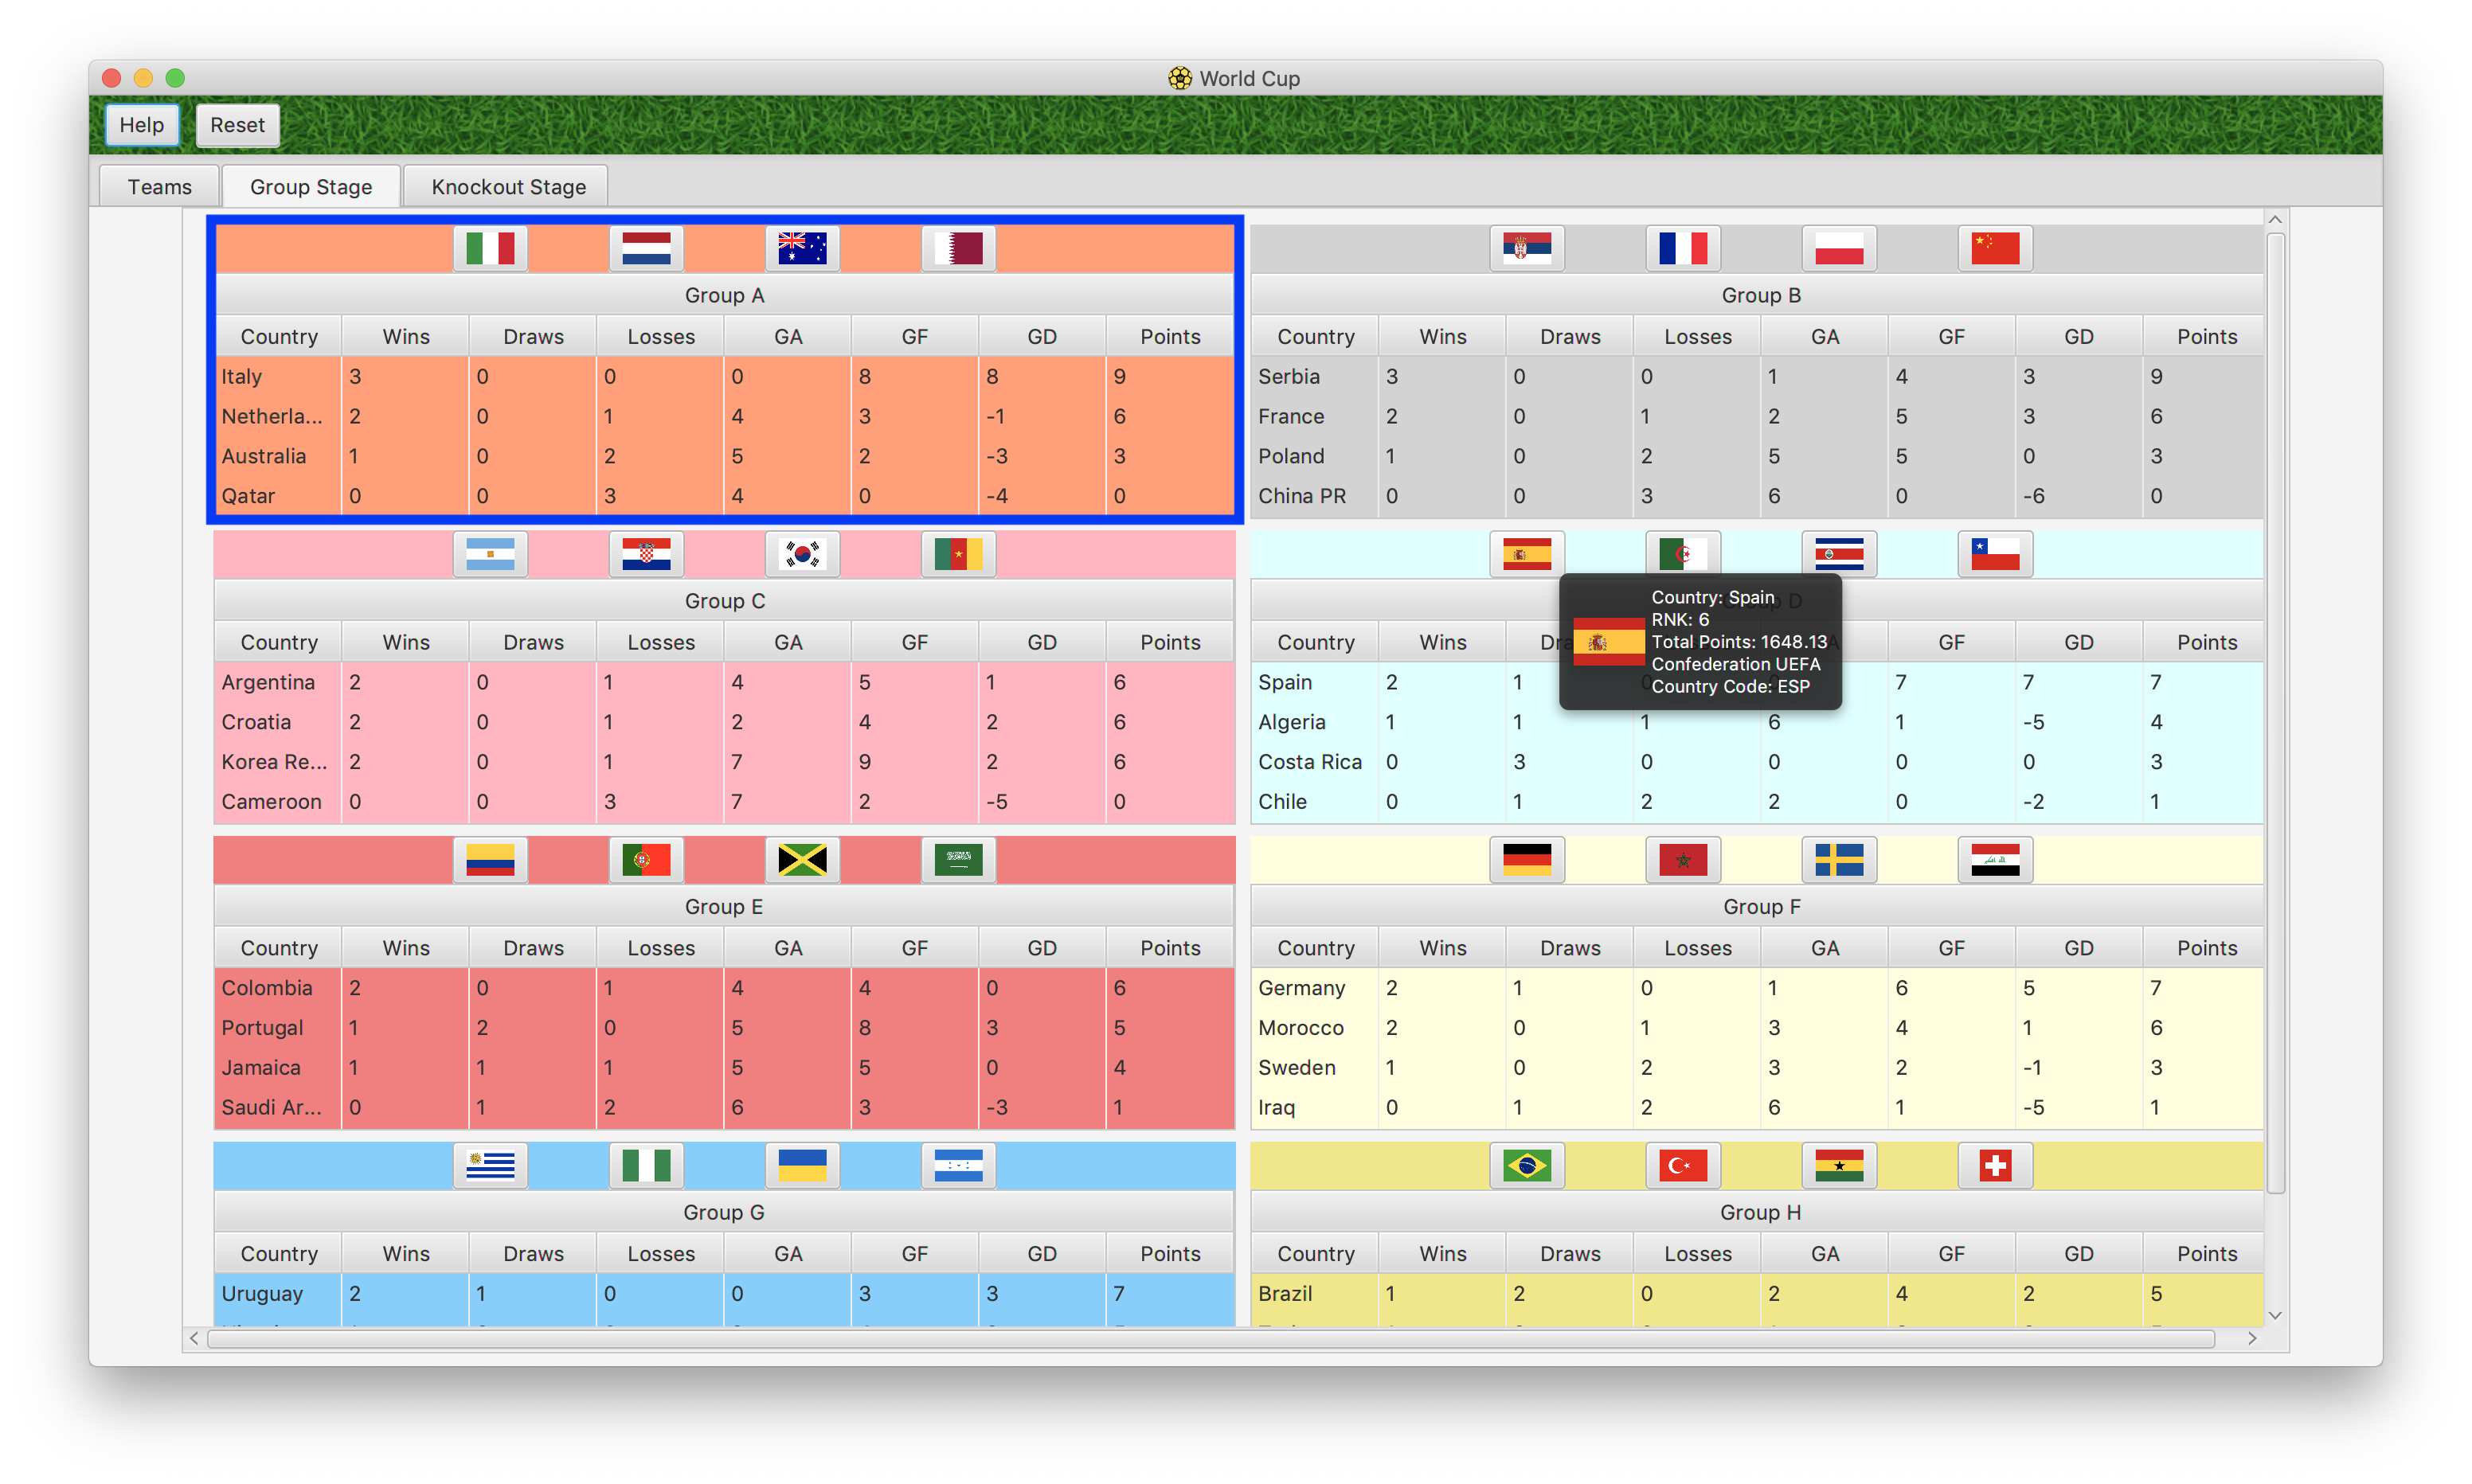 World Cup
Help Reset
Teams Group Stage Knockout Stage
Group A
Country Wins Draws Losses GA GF GD Points
Italy 3 0 0 0 8 8 9
Netherla... 2 0 1 4 3 -1 6
Australia 1 0 2 5 2 -3 3
Qatar 0 0 3 4 0 -4 0
Group B
Country Wins Draws Losses GA GF GD Points
Serbia 3 0 0 1 4 3 9
France 2 0 1 2 5 3 6
Poland 1 0 2 5 5 0 3
China PR 0 0 3 6 0 -6 0
Group C
Country Wins Draws Losses GA GF GD Points
Argentina 2 0 1 4 5 1 6
Croatia 2 0 1 2 4 2 6
Korea Re... 2 0 1 7 9 2 6
Cameroon 0 0 3 7 2 -5 0
Country: Spain
RNK: 6
Total Points: 1648.13
Confederation UEFA
Country Code: ESP
D
Country Wins GF GD Points
Spain 2 1 0 0 7 7 7
Algeria 1 1 1 6 1 -5 4
Costa Rica 0 3 0 0 0 0 3
Chile 0 1 2 2 0 -2 1
Group E
Country Wins Draws Losses GA GF GD Points
Colombia 2 0 1 4 4 0 6
Portugal 1 2 0 5 8 3 5
Jamaica 1 1 1 5 5 0 4
Saudi Ar... 0 1 2 6 3 -3 1
Group F
Country Wins Draws Losses GA GF GD Points
Germany 2 1 0 1 6 5 7
Morocco 2 0 1 3 4 1 6
Sweden 1 0 2 3 2 -1 3
Iraq 0 1 2 6 1 -5 1
Group G
Country Wins Draws Losses GA GF GD Points
Uruguay 2 1 0 0 3 3 7
Group H
Country Wins Draws Losses GA GF GD Points
Brazil 1 2 0 2 4 2 5